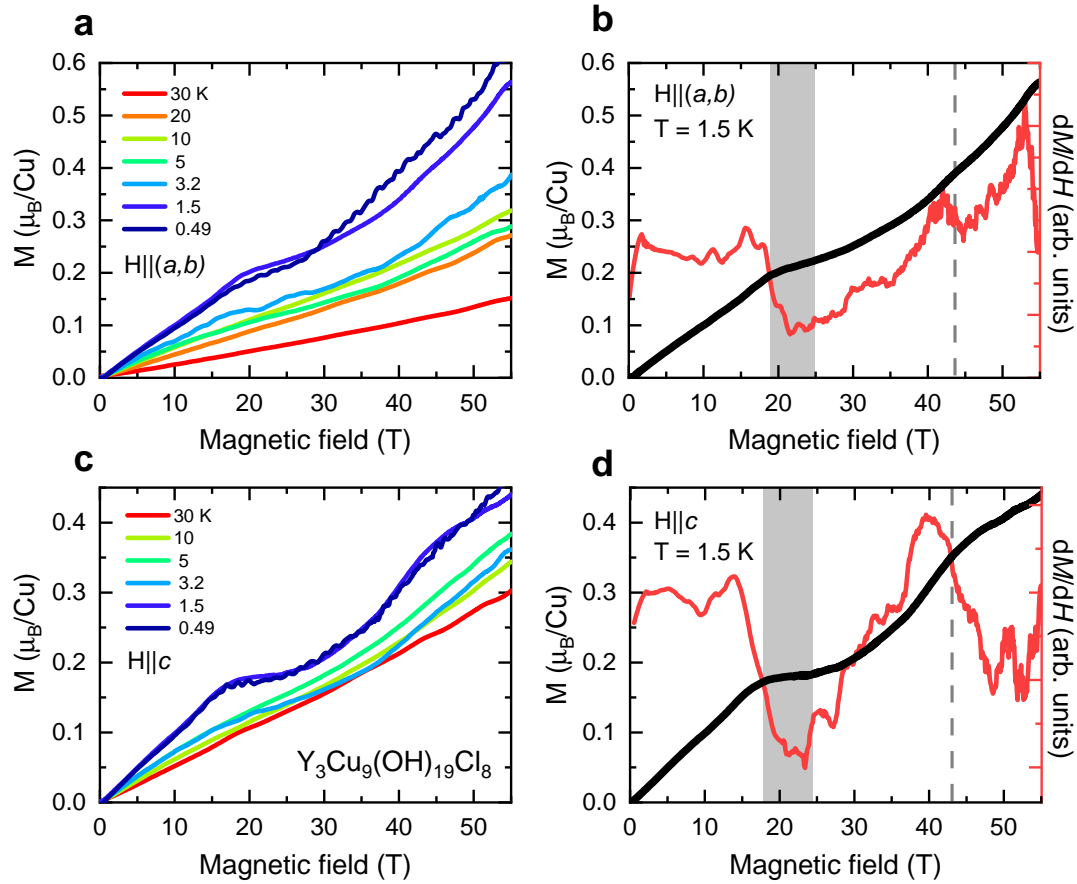 a
0.6
0.5
0.4
0.3
0.2
0.1
0.0
M (μB/Cu)
30 K
20
10
5
3.2
1.5
0.49
H||(a,b)
0 10 20 30 40 50
Magnetic field (T)
b
0.6
0.5
0.4
0.3
0.2
0.1
0.0
M (μB/Cu)
H||(a,b)
T = 1.5 K
dM/dH (arb. units)
0 10 20 30 40 50
Magnetic field (T)
c
0.4
0.3
0.2
0.1
0.0
M (μB/Cu)
30 K
10
5
3.2
1.5
0.49
H||c
Y3Cu9(OH)19Cl8
0 10 20 30 40 50
Magnetic field (T)
d
0.4
0.3
0.2
0.1
0.0
M (μB/Cu)
H||c
T = 1.5 K
dM/dH (arb. units)
0 10 20 30 40 50
Magnetic field (T)